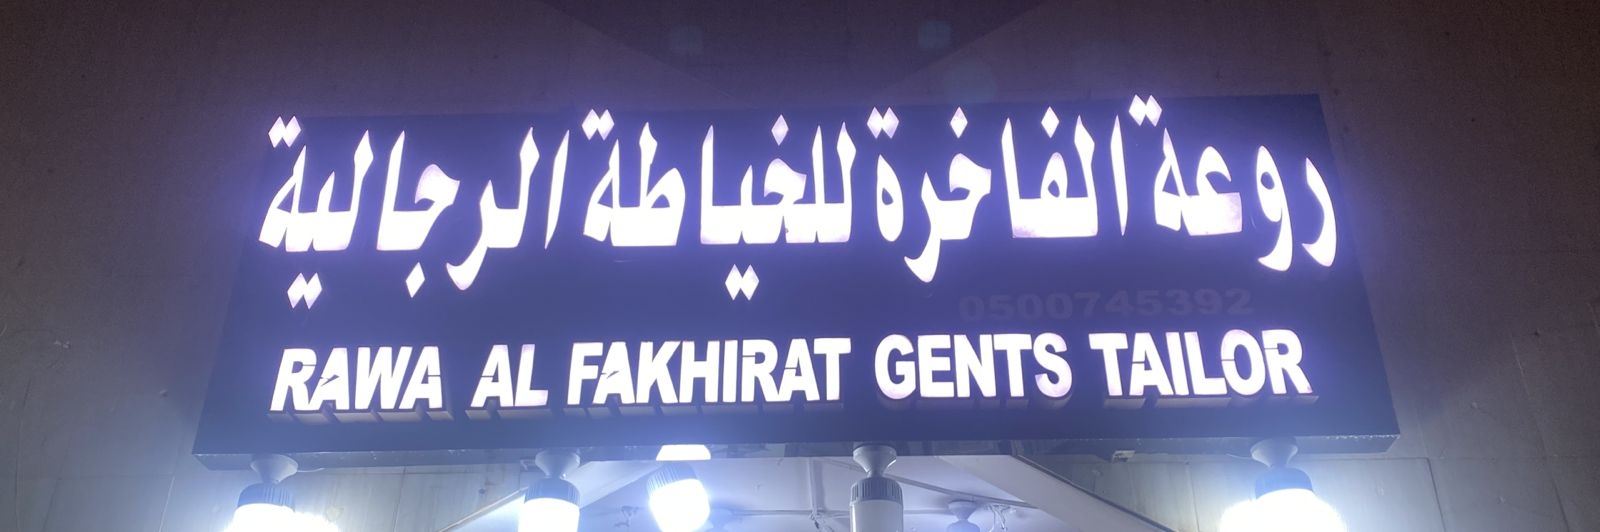 روعة الفاخرة للخياطة الرجالية
0500745392
RAWA AL FAKHIRAT GENTS TAILOR